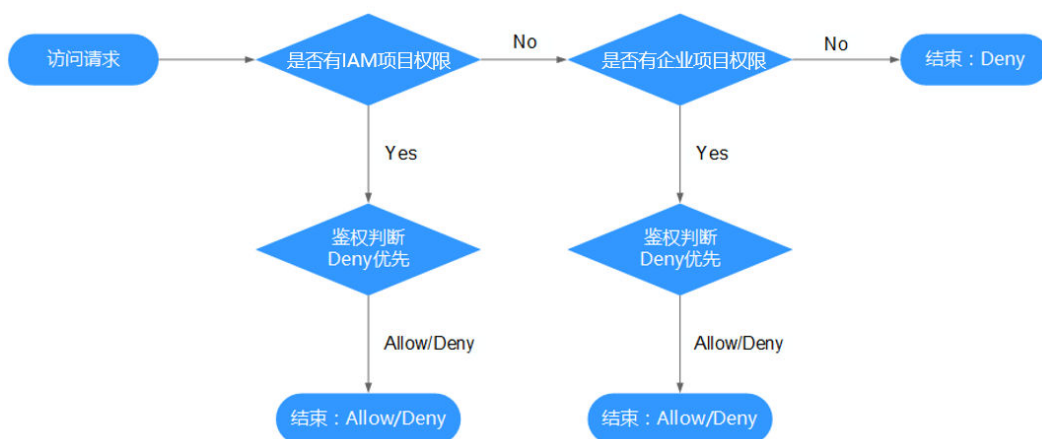 访问请求
是否有IAM项目权限
No
是否有企业项目权限
No
结束：Deny
Yes
Yes
鉴权判断
Deny优先
鉴权判断
Deny优先
Allow/Deny
Allow/Deny
结束：Allow/Deny
结束：Allow/Deny